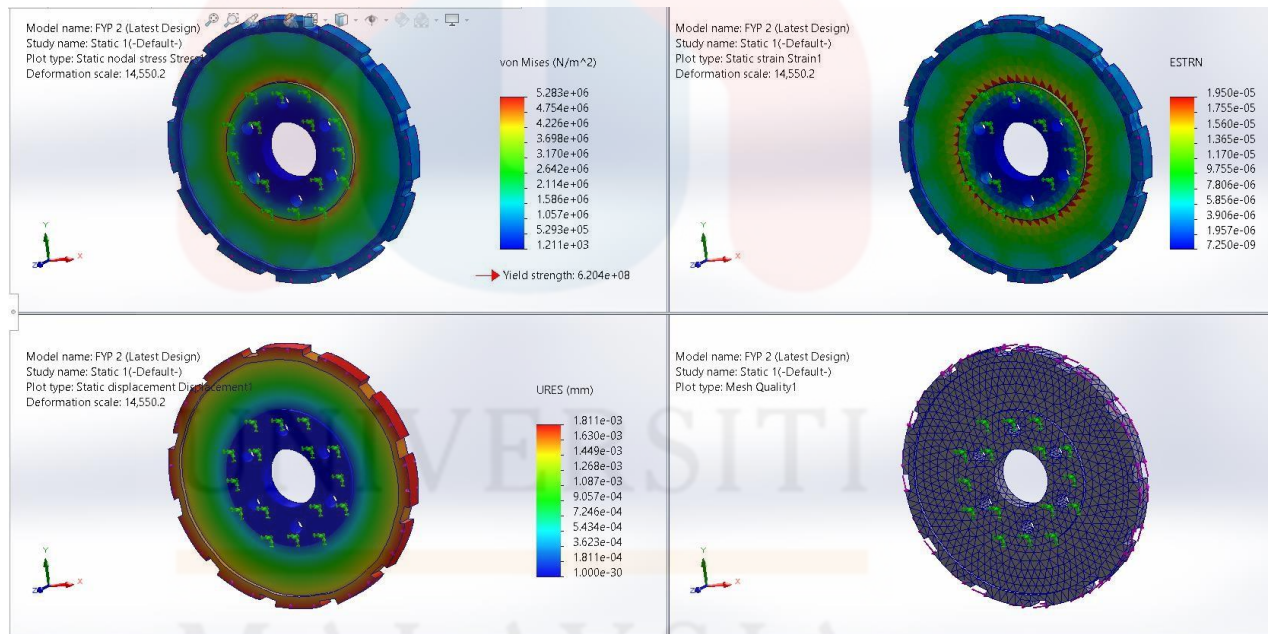 Model name: FYP 2 (Latest Design)
Study name: Static 1(-Default-)
Plot type: Static nodal stress Stress1
Deformation scale: 14,550.2
von Mises (N/m^2)
5.283e+06
4.754e+06
4.226e+06
3.698e+06
3.170e+06
2.642e+06
2.114e+06
1.586e+06
1.057e+06
5.293e+05
1.211e+03
Yield strength: 6.204e+08
Y
X
Z
Model name: FYP 2 (Latest Design)
Study name: Static 1(-Default-)
Plot type: Static strain Strain1
Deformation scale: 14,550.2
ESTRN
1.950e-05
1.755e-05
1.560e-05
1.365e-05
1.170e-05
9.755e-06
7.806e-06
5.856e-06
3.906e-06
1.957e-06
7.250e-09
Y
X
Z
Model name: FYP 2 (Latest Design)
Study name: Static 1(-Default-)
Plot type: Static displacement Displacement1
Deformation scale: 14,550.2
URES (mm)
1.811e-03
1.630e-03
1.449e-03
1.268e-03
1.087e-03
9.057e-04
7.246e-04
5.434e-04
3.623e-04
1.811e-04
1.000e-30
Y
X
Z
Model name: FYP 2 (Latest Design)
Study name: Static 1(-Default-)
Plot type: Mesh Quality1
Y
X
Z
UNIVERSITI
MALAYSIA